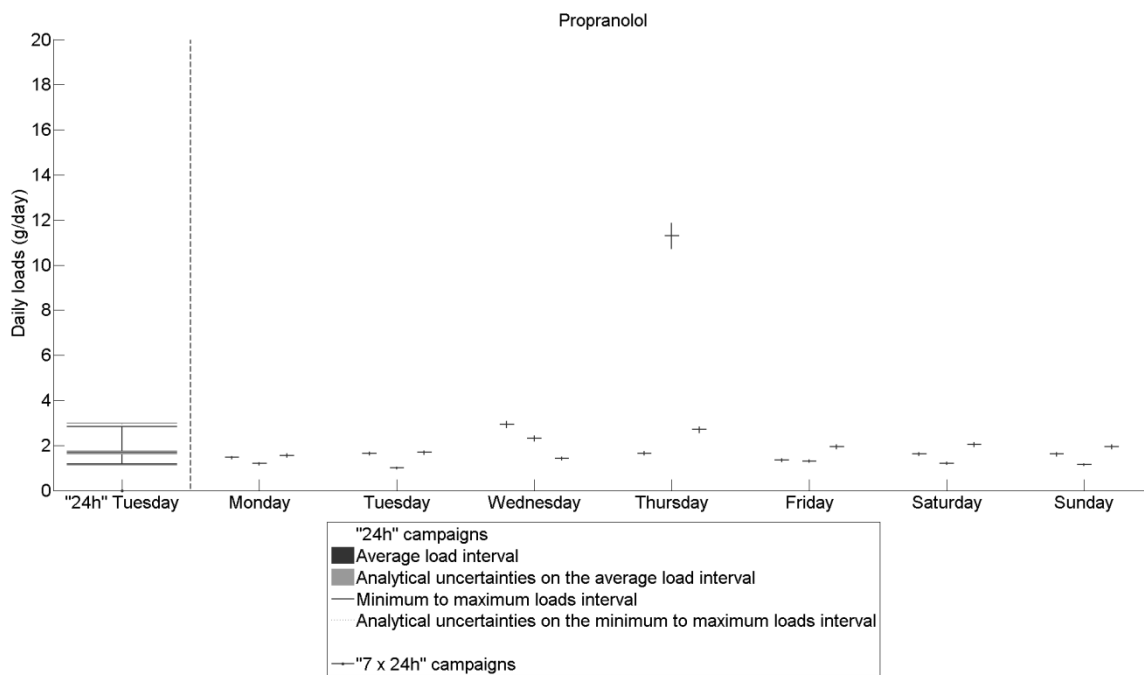 Propranolol
Daily loads (g/day)
20
18
16
14
12
10
8
6
4
2
0
"24h" Tuesday Monday Tuesday Wednesday Thursday Friday Saturday Sunday
"24h" campaigns
Average load interval
Analytical uncertainties on the average load interval
Minimum to maximum loads interval
Analytical uncertainties on the minimum to maximum loads interval
"7 x 24h" campaigns